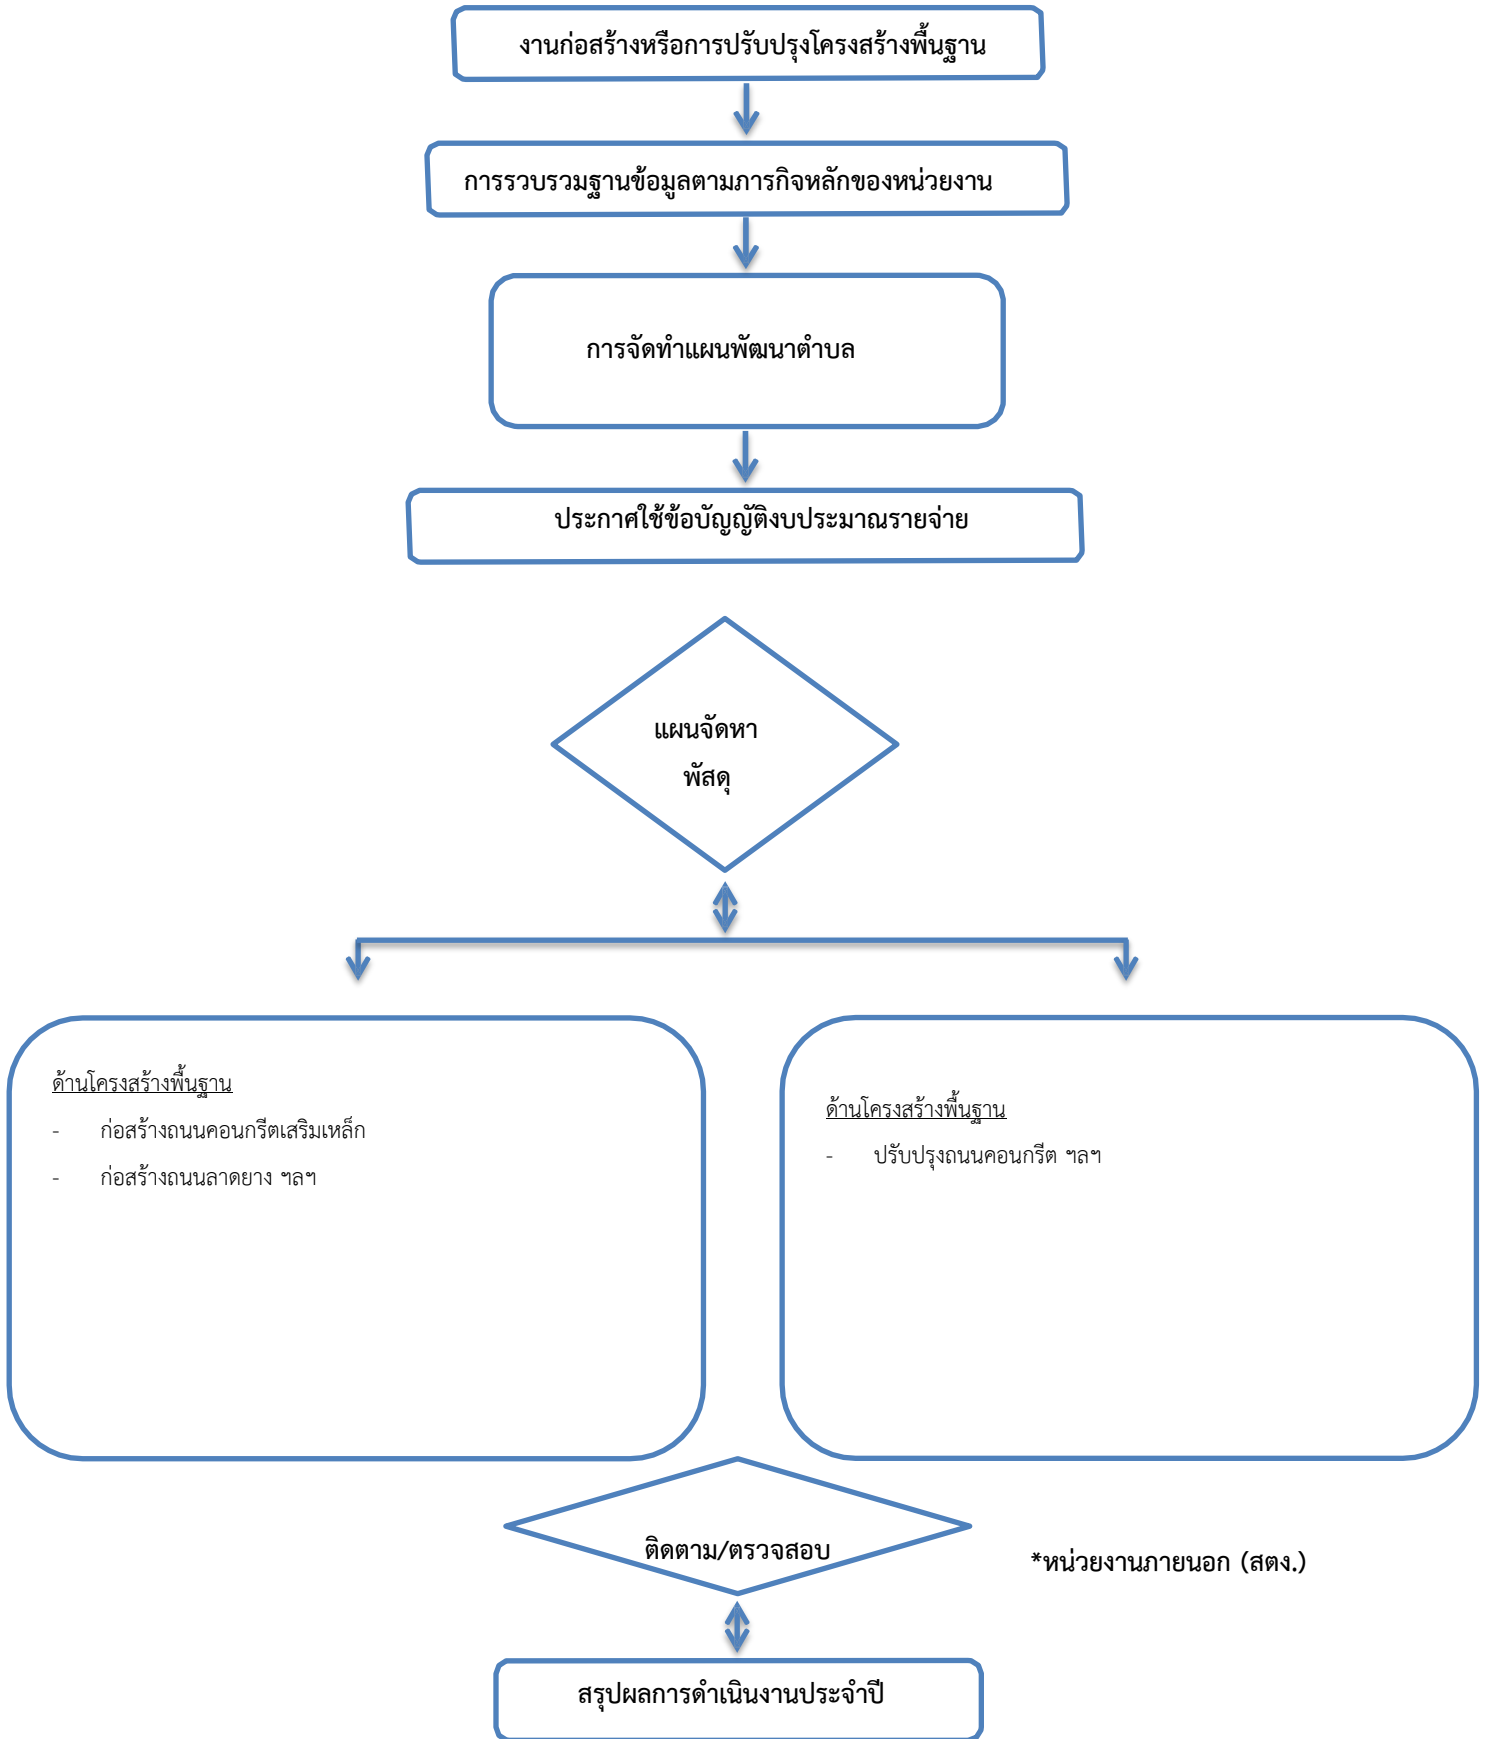 งานก่อสร้างหรือการปรับปรุงโครงสร้างพื้นฐาน
การรวบรวมฐานข้อมูลตามภารกิจหลักของหน่วยงาน
การจัดทำแผนพัฒนาตำบล
ประกาศใช้ข้อบัญญัติงบประมาณรายจ่าย
แผนจัดหา
พัสดุ
ด้านโครงสร้างพื้นฐาน
- ก่อสร้างถนนคอนกรีตเสริมเหล็ก
- ก่อสร้างถนนลาดยาง ฯลฯ
ด้านโครงสร้างพื้นฐาน
- ปรับปรุงถนนคอนกรีต ฯลฯ
ติดตาม/ตรวจสอบ
*หน่วยงานภายนอก (สตง.)
สรุปผลการดำเนินงานประจำปี